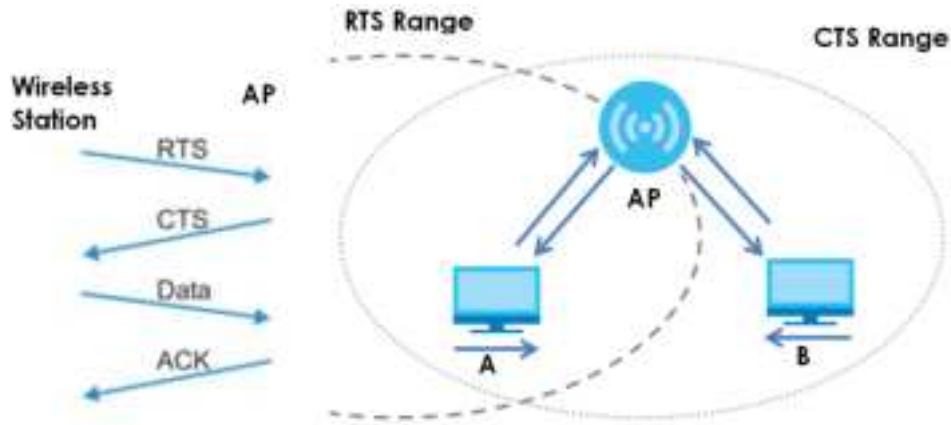 RTS Range
CTS Range
Wireless
Station
AP
RTS
CTS
Data
ACK
AP
A
B